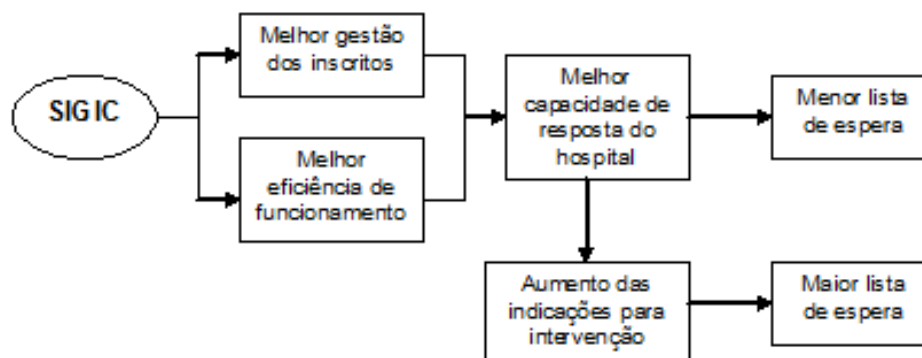 SIGIC
Melhor gestão
dos inscritos
Melhor
eficiência de
funcionamento
Melhor
capacidade de
resposta do
hospital
Menor lista
de espera
Aumento das
indicações para
intervenção
Maior lista
de espera